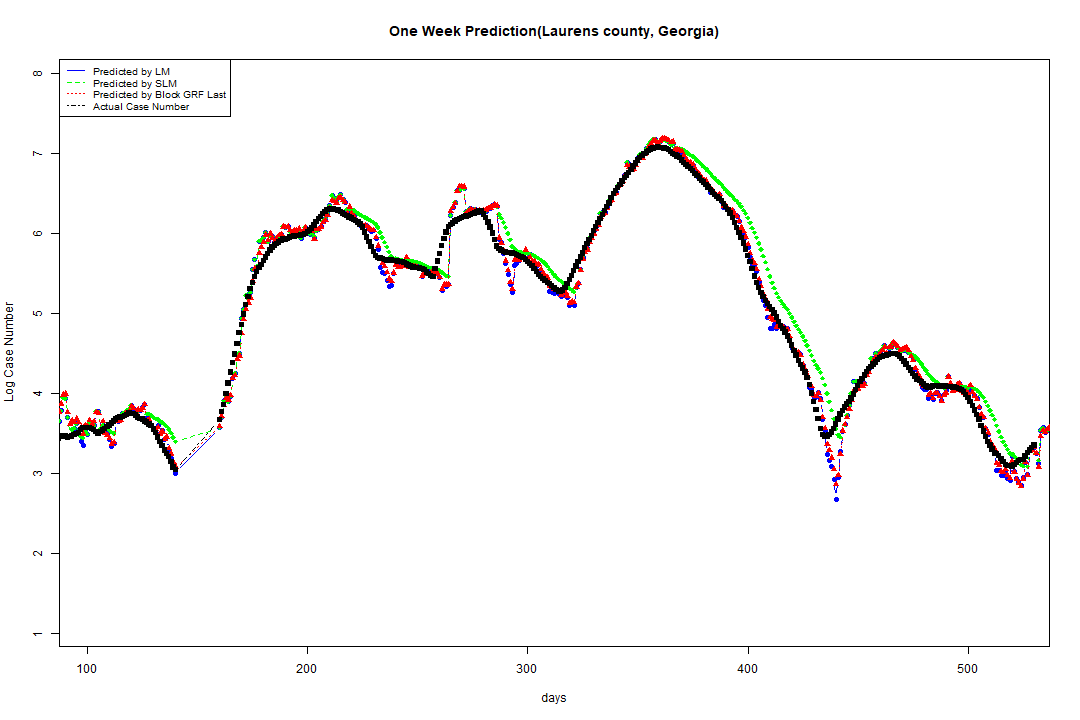 One Week Prediction(Laurens county, Georgia)
Predicted by LM
Predicted by SLM
Predicted by Block GRF Last
Actual Case Number
8
7
6
5
4
3
2
1
Log Case Number
100 200 300 400 500
days